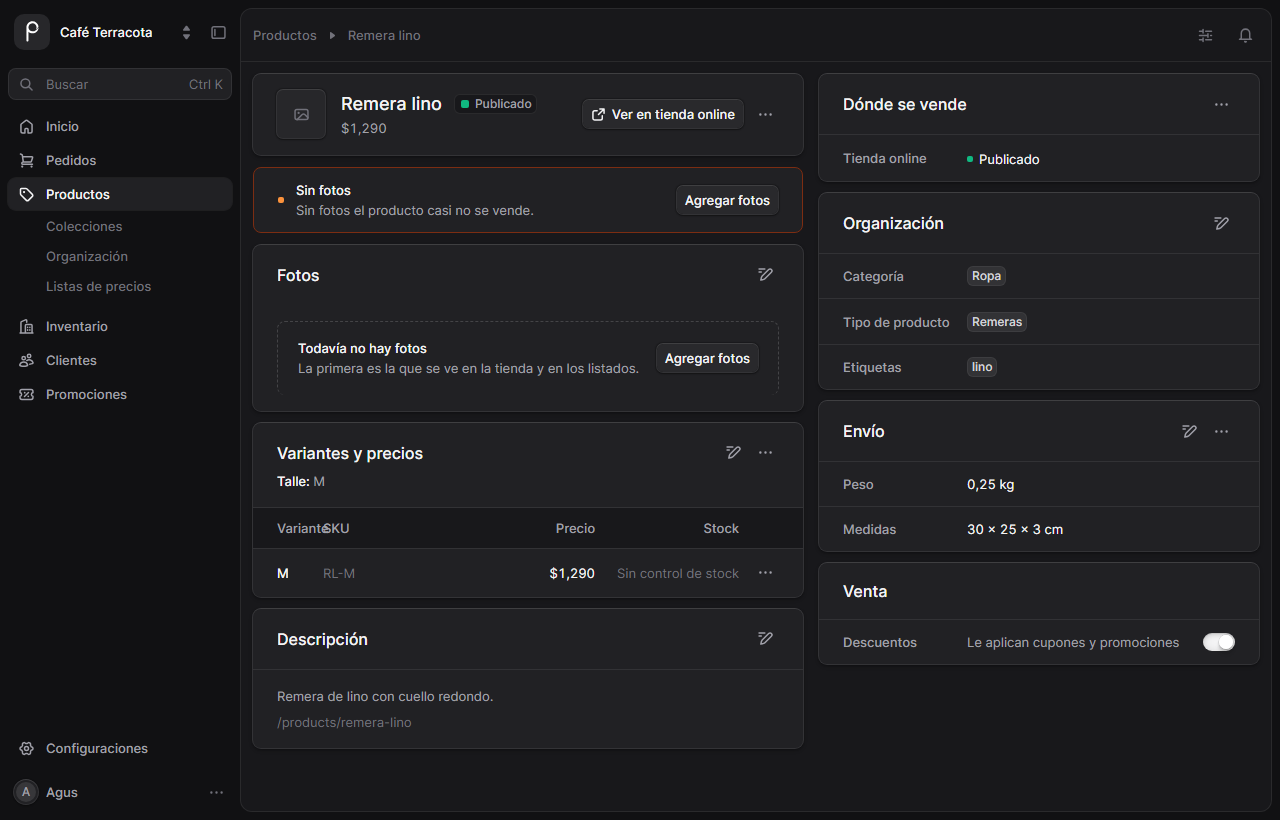 Café Terracota
Buscar
Ctrl K
Inicio
Pedidos
Productos
Colecciones
Organización
Listas de precios
Inventario
Clientes
Promociones
Configuraciones
A
Agus
Productos
Remera lino
Remera lino
Publicado
$1,290
Ver en tienda online
Sin fotos
Sin fotos el producto casi no se vende.
Agregar fotos
Fotos
Todavía no hay fotos
La primera es la que se ve en la tienda y en los listados.
Agregar fotos
Variantes y precios
Talle: M
Variante SKU Precio Stock
M RL-M $1,290 Sin control de stock
Descripción
Remera de lino con cuello redondo.
/products/remera-lino
Dónde se vende
Tienda online Publicado
Organización
Categoría Ropa
Tipo de producto Remeras
Etiquetas lino
Envío
Peso 0,25 kg
Medidas 30 × 25 × 3 cm
Venta
Descuentos Le aplican cupones y promociones